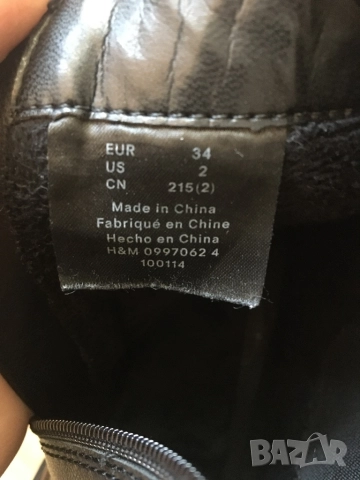 EUR 34
US 2
CN 215(2)
Made in China
Fabriqué en Chine
Hecho en China
H&M 0997062 4
100114
BAZAR
bg